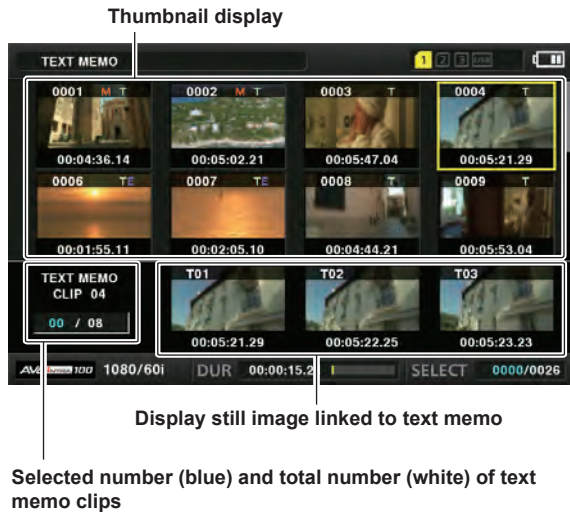 Thumbnail display
TEXT MEMO 1 2 3 USB
0001 M T 0002 M T 0003 T 0004 T
00:04:36.14 00:05:02.21 00:05:47.04 00:05:21.29
0006 TE 0007 TE 0008 T 0009 T
00:01:55.11 00:02:05.10 00:04:44.21 00:05:53.04
TEXT MEMO T01 T02 T03
CLIP 04
00 / 08
00:05:21.29 00:05:22.25 00:05:23.23
100 1080/60i DUR 00:00:15.2 SELECT 0000/0026
Display still image linked to text memo
Selected number (blue) and total number (white) of text
memo clips